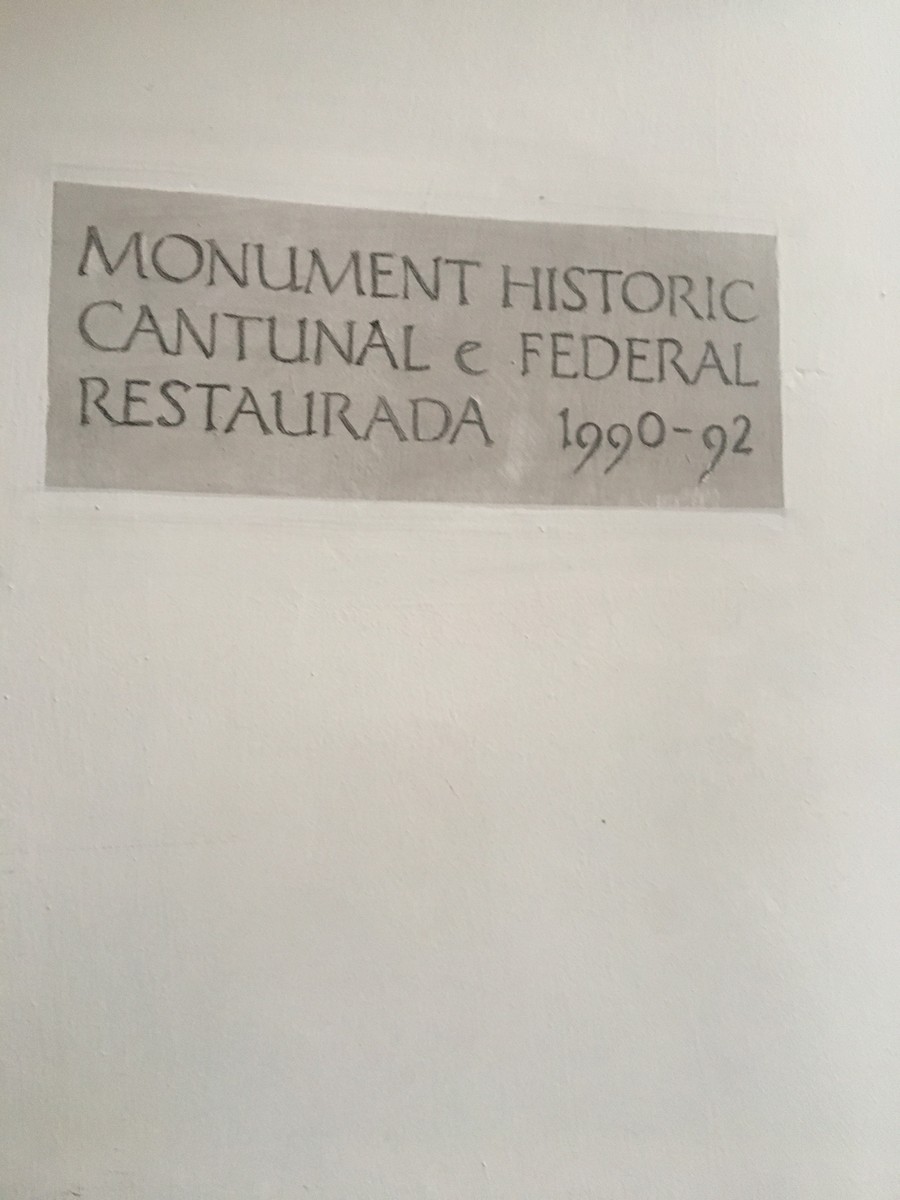 MONUMENT HISTORIC
CANTUNAL e FEDERAL
RESTAURADA 1990-92